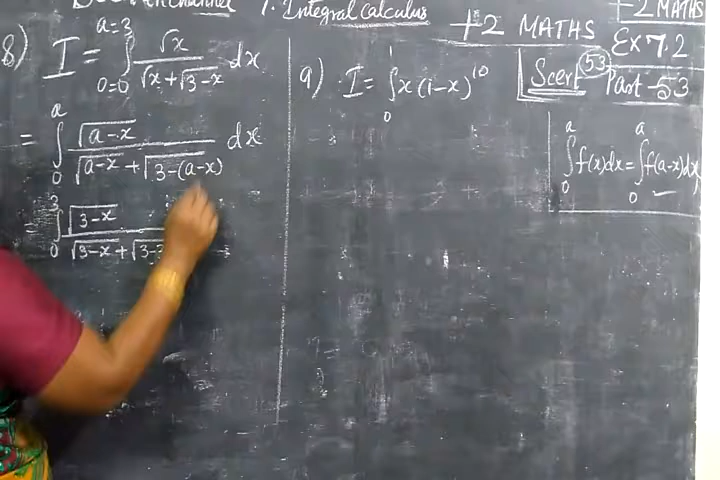 7. Integral Calculus
+2 MATHS
+2 MATHS
Ex 7.2
Scert 53
Part-53
8) I = ∫₀₌₀^{a=3} √x / (√x + √(3-x)) dx
= ∫₀^a √(a-x) / (√(a-x) + √(3-(a-x))) dx
∫₀^3 √(3-x) / (√(3-x) + √(3-3
9) I = ∫₀^1 x(1-x)^10
∫₀^a f(x)dx = ∫₀^a f(a-x)dx